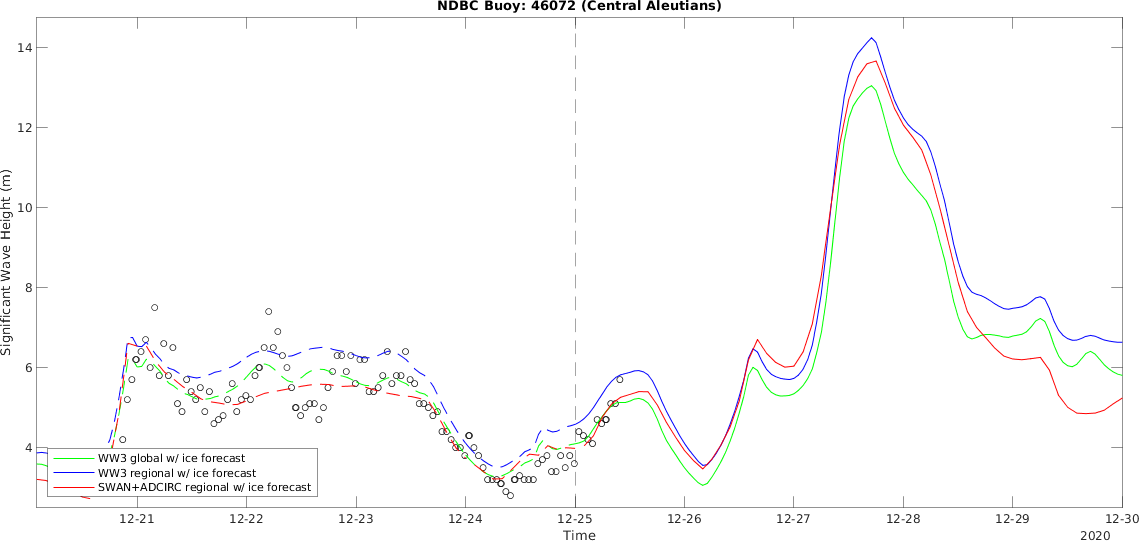 NDBC Buoy: 46072 (Central Aleutians)
Significant Wave Height (m)
14
12
10
8
6
4
WW3 global w/ ice forecast
WW3 regional w/ ice forecast
SWAN+ADCIRC regional w/ ice forecast
12-21 12-22 12-23 12-24 12-25 12-26 12-27 12-28 12-29 12-30
Time
2020